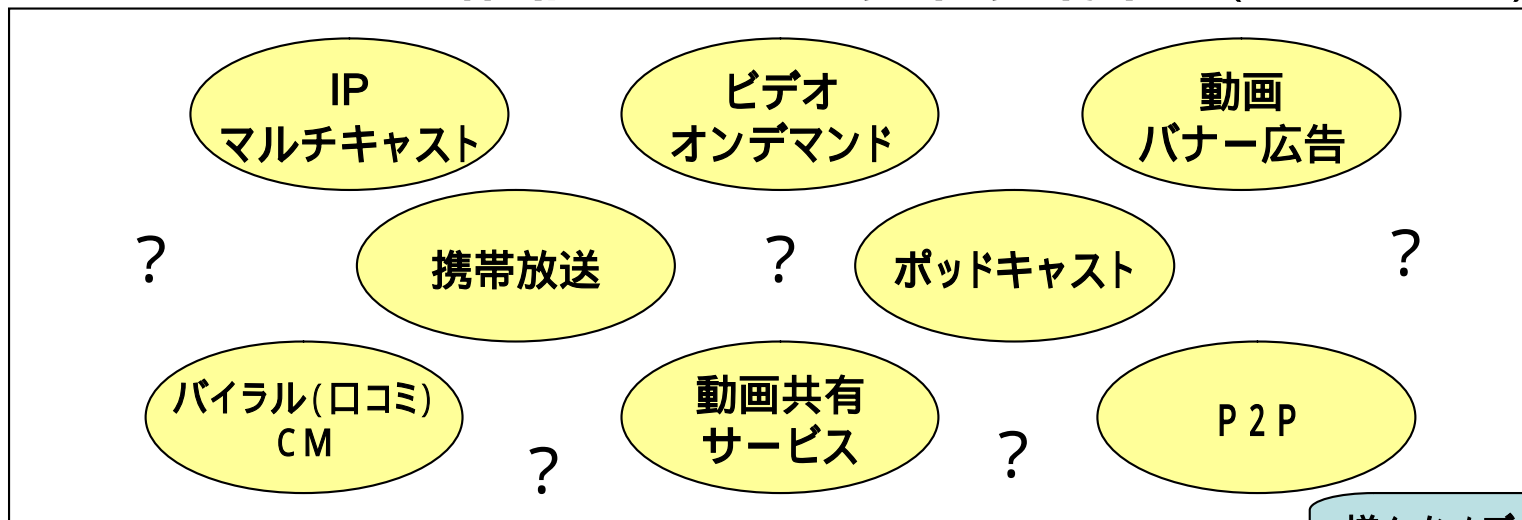 IP
マルチキャスト
ビデオ
オンデマンド
動画
バナー広告
?
携帯放送
?
ポッドキャスト
?
バイラル(口コミ)
CM
?
動画共有
サービス
?
P2P